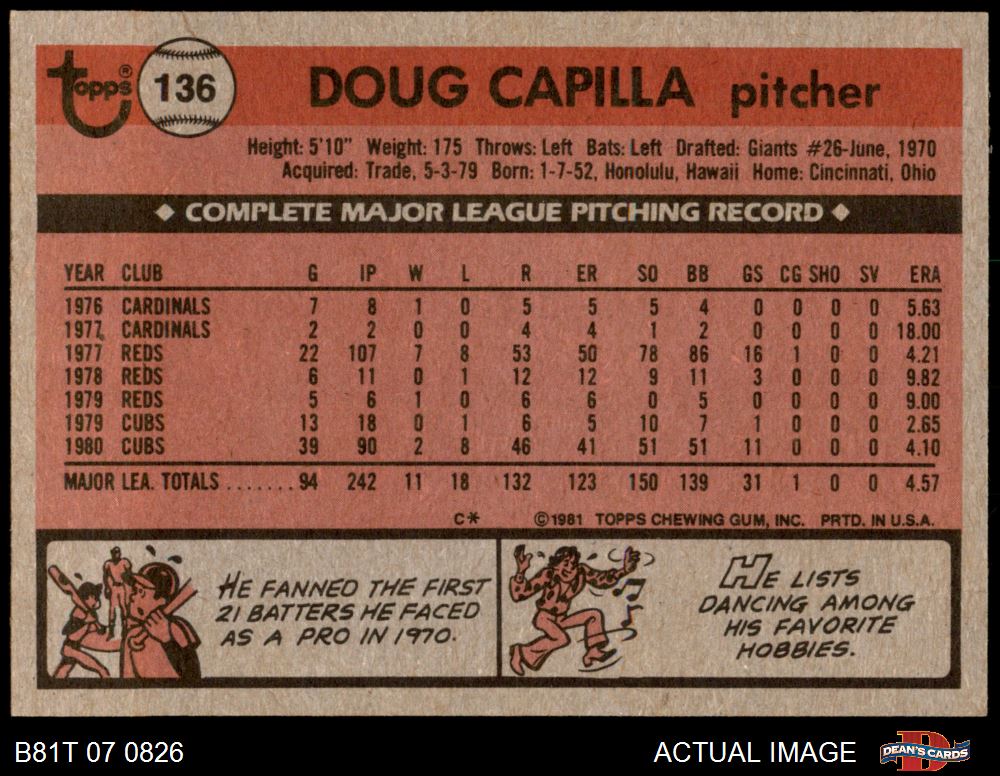 topps®
136
DOUG CAPILLA pitcher
Height: 5'10" Weight: 175 Throws: Left Bats: Left Drafted: Giants #26-June, 1970
Acquired: Trade, 5-3-79 Born: 1-7-52, Honolulu, Hawaii Home: Cincinnati, Ohio
◆ COMPLETE MAJOR LEAGUE PITCHING RECORD ◆
YEAR CLUB G IP W L R ER SO BB GS CG SHO SV ERA
1976 CARDINALS 7 8 1 0 5 5 5 4 0 0 0 0 5.63
1977 CARDINALS 2 2 0 0 4 4 1 2 0 0 0 0 18.00
1977 REDS 22 107 7 8 53 50 78 86 16 1 0 0 4.21
1978 REDS 6 11 0 1 12 12 9 11 3 0 0 0 9.82
1979 REDS 5 6 1 0 6 6 0 5 0 0 0 0 9.00
1979 CUBS 13 18 0 1 6 5 10 7 1 0 0 0 2.65
1980 CUBS 39 90 2 8 46 41 51 51 11 0 0 0 4.10
MAJOR LEA. TOTALS ....... 94 242 11 18 132 123 150 139 31 1 0 0 4.57
C* ©1981 TOPPS CHEWING GUM, INC. PRTD. IN U.S.A.
HE FANNED THE FIRST
21 BATTERS HE FACED
AS A PRO IN 1970.
HE LISTS
DANCING AMONG
HIS FAVORITE
HOBBIES.
B81T 07 0826 ACTUAL IMAGE DEAN'S CARDS